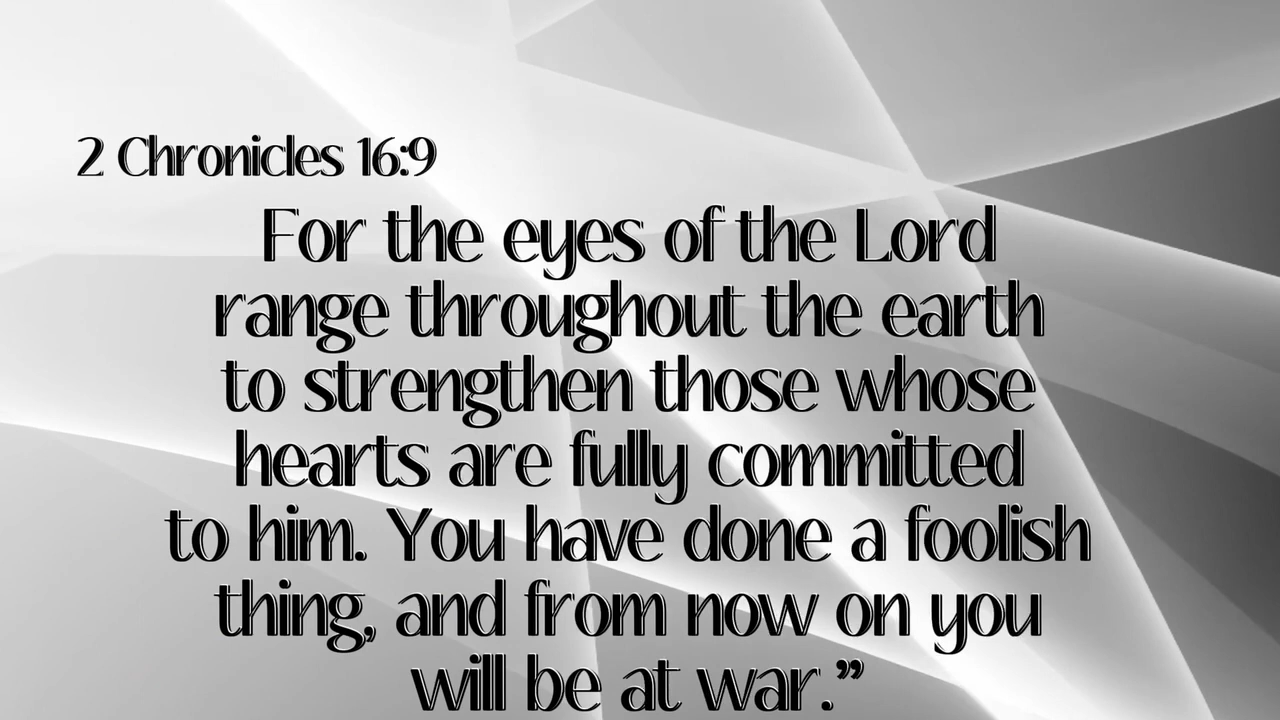 2 Chronicles 16:9
For the eyes of the Lord
range throughout the earth
to strengthen those whose
hearts are fully committed
to him. You have done a foolish
thing, and from now on you
will be at war.”